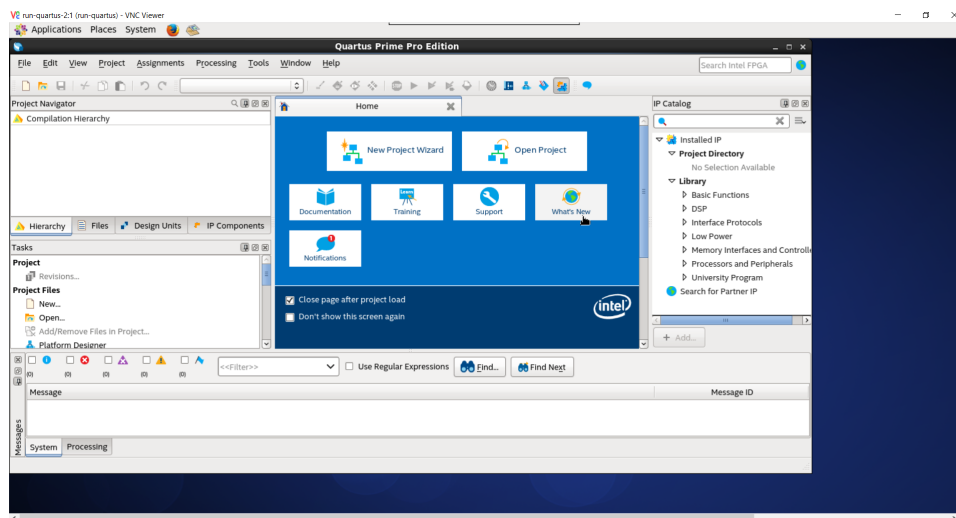 run-quartus-2:1 (run-quartus) - VNC Viewer
Applications Places System
Quartus Prime Pro Edition
File Edit View Project Assignments Processing Tools Window Help
Search Intel FPGA
Project Navigator
Compilation Hierarchy
Hierarchy Files Design Units IP Components
Tasks
Project
Revisions...
Project Files
New...
Open...
Add/Remove Files in Project...
Platform Designer
Home
New Project Wizard
Open Project
Documentation
Learn
Training
Support
What's New
1
Notifications
Close page after project load
Don't show this screen again
intel
IP Catalog
Installed IP
Project Directory
No Selection Available
Library
Basic Functions
DSP
Interface Protocols
Low Power
Memory Interfaces and Controlle
Processors and Peripherals
University Program
Search for Partner IP
+ Add...
(0) (0) (0) (0) (0)
<<Filter>>
Use Regular Expressions
Find...
Find Next
Message
Message ID
Messages
System Processing